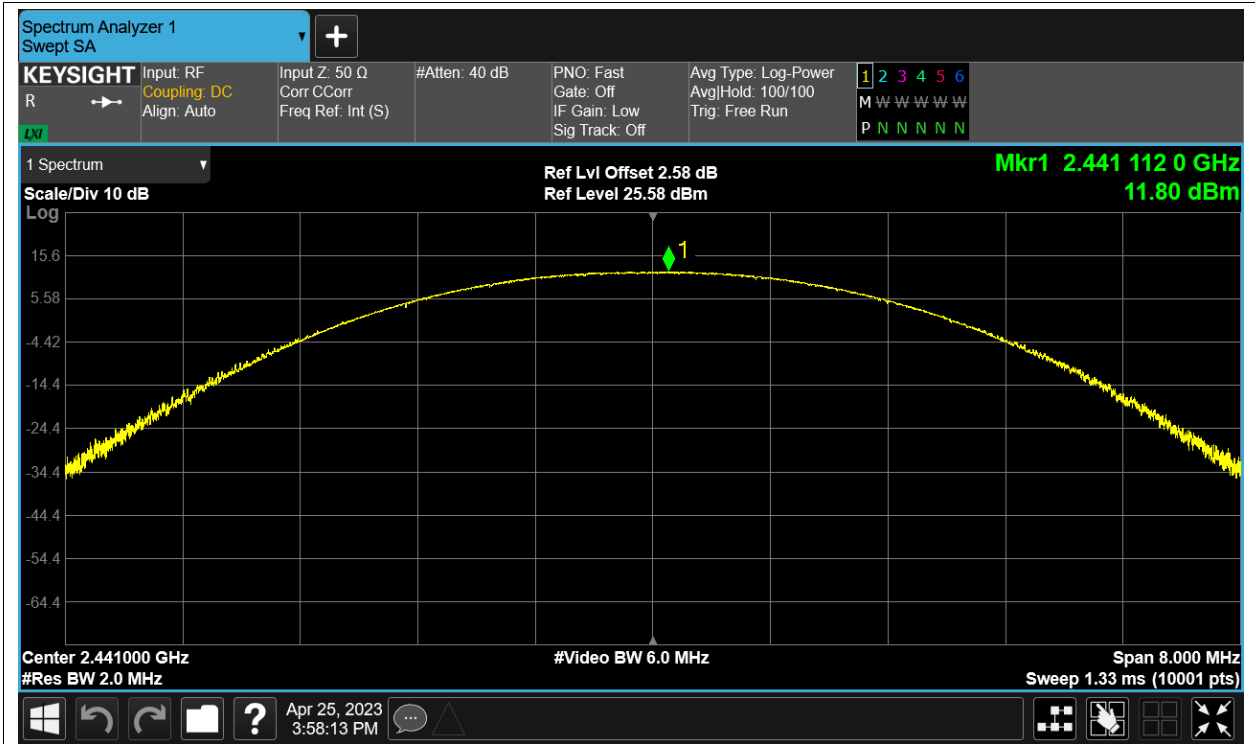 Spectrum Analyzer 1
Swept SA
KEYSIGHT
R
LXI
Input: RF
Coupling: DC
Align: Auto
Input Z: 50 Ω
Corr CCorr
Freq Ref: Int (S)
#Atten: 40 dB
PNO: Fast
Gate: Off
IF Gain: Low
Sig Track: Off
Avg Type: Log-Power
Avg|Hold: 100/100
Trig: Free Run
1 2 3 4 5 6
M W W W W W
P N N N N N
1 Spectrum
Scale/Div 10 dB
Log
Ref Lvl Offset 2.58 dB
Ref Level 25.58 dBm
Mkr1 2.441 112 0 GHz
11.80 dBm
1
15.6
5.58
-4.42
-14.4
-24.4
-34.4
-44.4
-54.4
-64.4
Center 2.441000 GHz
#Res BW 2.0 MHz
#Video BW 6.0 MHz
Span 8.000 MHz
Sweep 1.33 ms (10001 pts)
?
Apr 25, 2023
3:58:13 PM